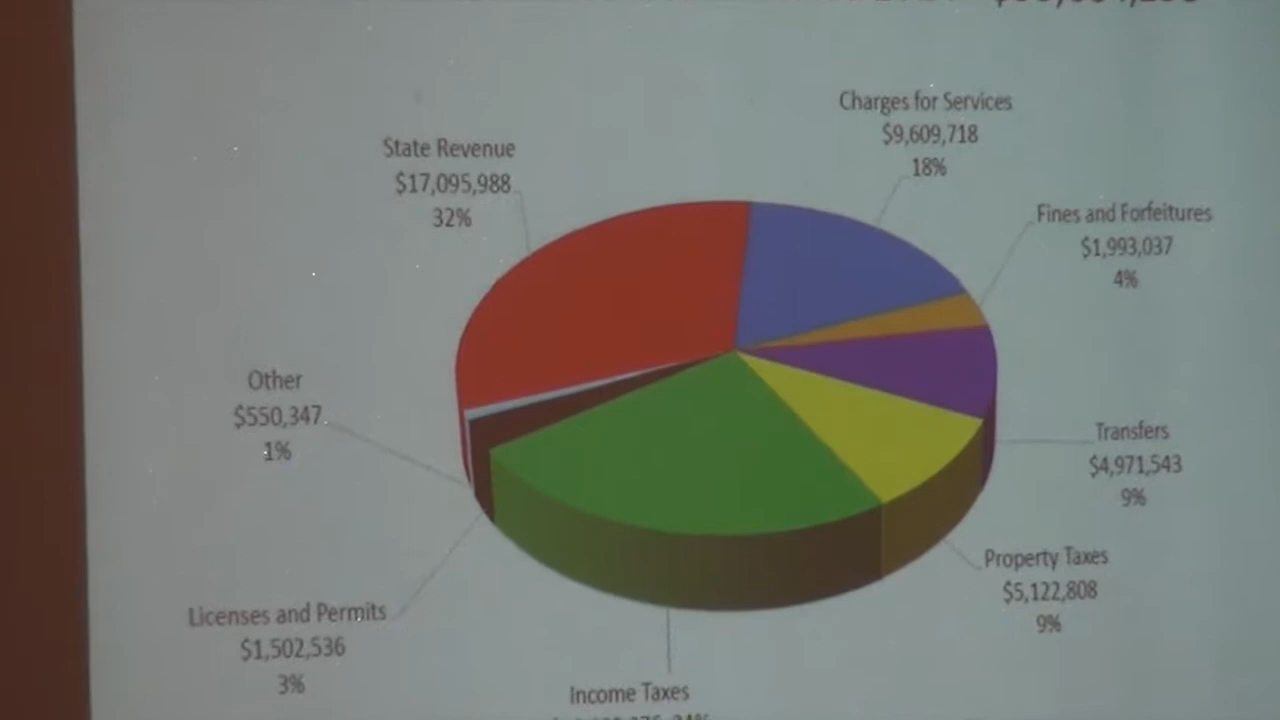 State Revenue
$17,095,988
32%
Charges for Services
$9,609,718
18%
Fines and Forfeitures
$1,993,037
4%
Transfers
$4,971,543
9%
Property Taxes
$5,122,808
9%
Income Taxes
Licenses and Permits
$1,502,536
3%
Other
$550,347
1%